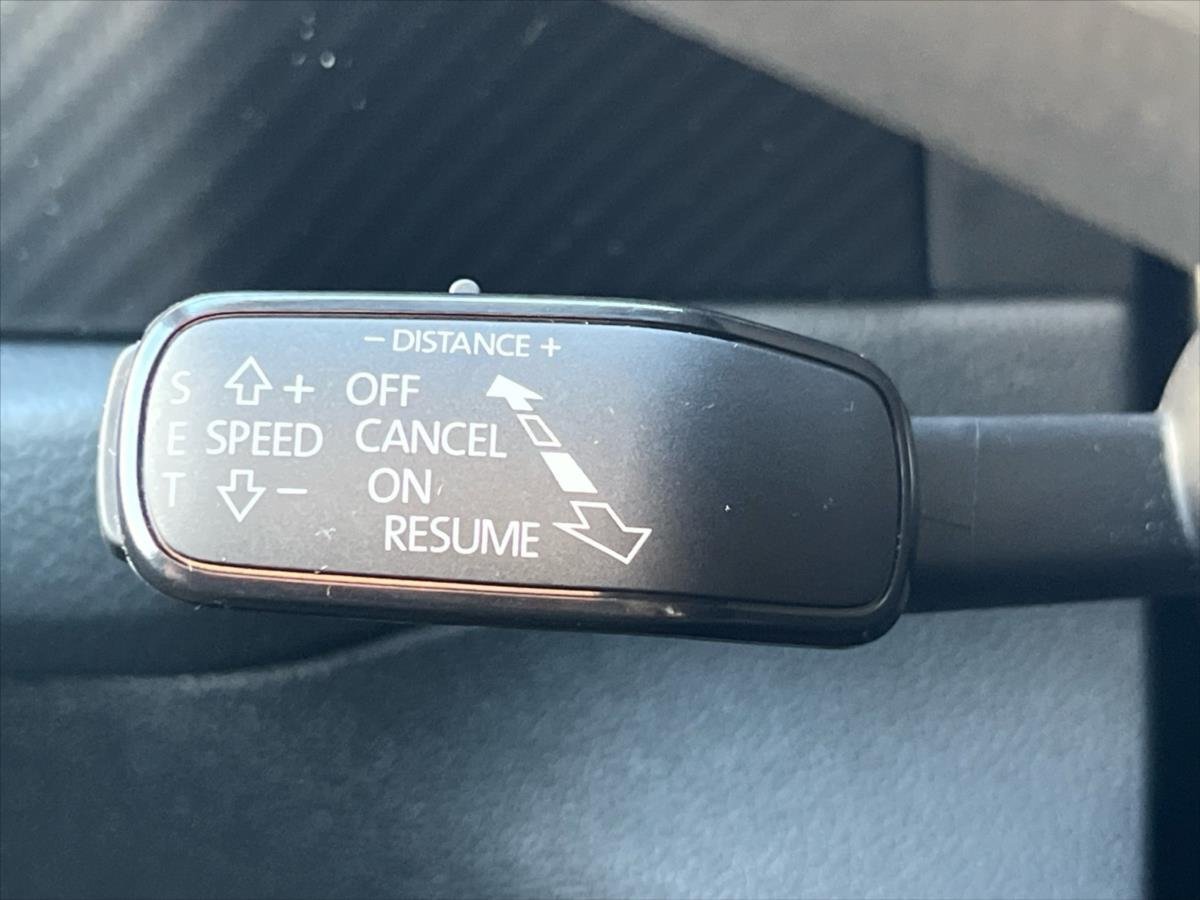 − DISTANCE +
S + OFF
E SPEED CANCEL
T − ON
RESUME